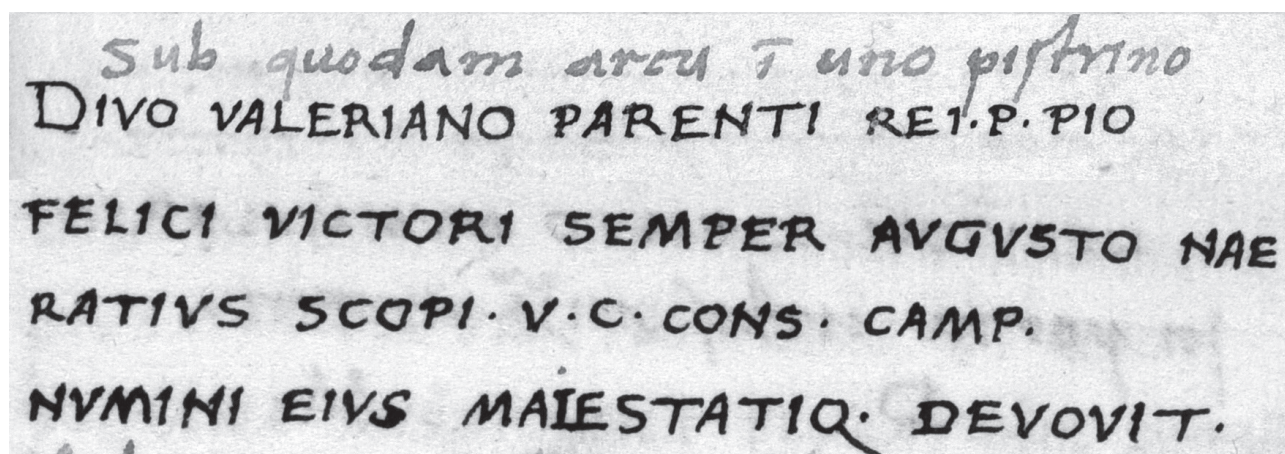 Sub quodam arcu ī uno pistrino
DIVO VALERIANO PARENTI REI·P·PIO
FELICI VICTORI SEMPER AVGVSTO NAE
RATIVS SCOPI· V·C· CONS· CAMP.
NVMINI EIVS MAIESTATIQ· DEVOVIT·